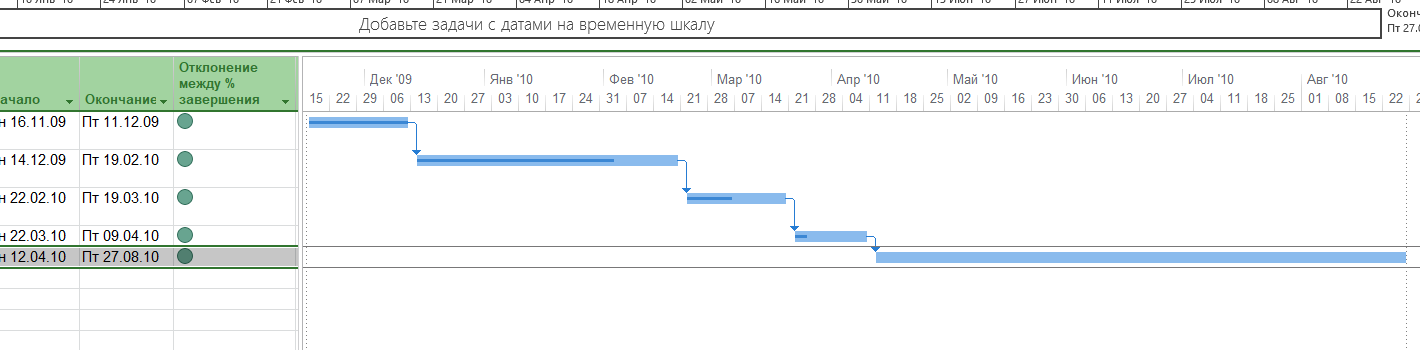 Добавьте задачи с датами на временную шкалу
Пт 27.0
Отклонение
между %
завершения
ачало
Окончание
Дек '09 Янв '10 Фев '10 Мар '10 Апр '10 Май '10 Июн '10 Июл '10 Авг '10
15 22 29 06 13 20 27 03 10 17 24 31 07 14 21 28 07 14 21 28 04 11 18 25 02 09 16 23 30 06 13 20 27 04 11 18 25 01 08 15 22
н 16.11.09 Пт 11.12.09
н 14.12.09 Пт 19.02.10
н 22.02.10 Пт 19.03.10
н 22.03.10 Пт 09.04.10
н 12.04.10 Пт 27.08.10